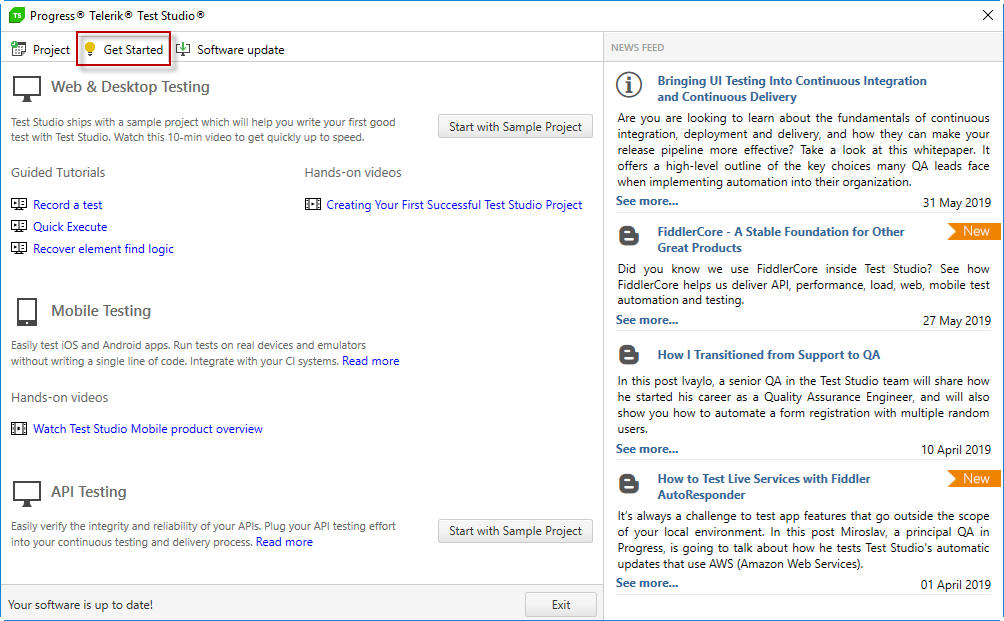 TS Progress® Telerik® Test Studio®
Project Get Started Software update
Web & Desktop Testing
Test Studio ships with a sample project which will help you write your first good
test with Test Studio. Watch this 10-min video to get quickly up to speed.
Start with Sample Project
Guided Tutorials
Record a test
Quick Execute
Recover element find logic
Hands-on videos
Creating Your First Successful Test Studio Project
Mobile Testing
Easily test iOS and Android apps. Run tests on real devices and emulators
without writing a single line of code. Integrate with your CI systems. Read more
Hands-on videos
Watch Test Studio Mobile product overview
API Testing
Easily verify the integrity and reliability of your APIs. Plug your API testing effort
into your continuous testing and delivery process. Read more
Start with Sample Project
Your software is up to date!
Exit
NEWS FEED
Bringing UI Testing Into Continuous Integration
and Continuous Delivery
Are you are looking to learn about the fundamentals of continuous
integration, deployment and delivery, and how they can make your
release pipeline more effective? Take a look at this whitepaper. It
offers a high-level outline of the key choices many QA leads face
when implementing automation into their organization.
See more...
31 May 2019
FiddlerCore - A Stable Foundation for Other
Great Products
New
Did you know we use FiddlerCore inside Test Studio? See how
FiddlerCore helps us deliver API, performance, load, web, mobile test
automation and testing.
See more...
27 May 2019
How I Transitioned from Support to QA
In this post Ivaylo, a senior QA in the Test Studio team will share how
he started his career as a Quality Assurance Engineer, and will also
show you how to automate a form registration with multiple random
users.
See more...
10 April 2019
How to Test Live Services with Fiddler
AutoResponder
New
It's always a challenge to test app features that go outside the scope
of your local environment. In this post Miroslav, a principal QA in
Progress, is going to talk about how he tests Test Studio's automatic
updates that use AWS (Amazon Web Services).
See more...
01 April 2019